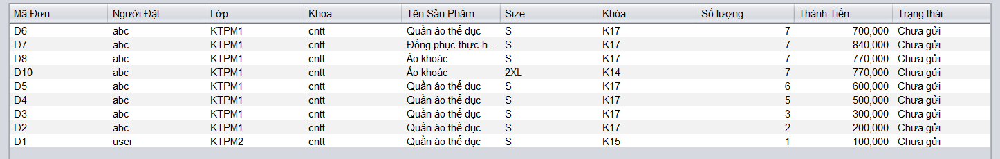 Mã Đơn Người Đặt Lớp Khoa Tên Sản Phẩm Size Khóa Số lượng Thành Tiền Trạng thái
D6 abc KTPM1 cntt Quần áo thể dục S K17 7 700,000 Chưa gửi
D7 abc KTPM1 cntt Đồng phục thực h... S K17 7 840,000 Chưa gửi
D8 abc KTPM1 cntt Áo khoác S K17 7 770,000 Chưa gửi
D10 abc KTPM1 cntt Áo khoác 2XL K14 7 770,000 Chưa gửi
D5 abc KTPM1 cntt Quần áo thể dục S K17 6 600,000 Chưa gửi
D4 abc KTPM1 cntt Quần áo thể dục S K17 5 500,000 Chưa gửi
D3 abc KTPM1 cntt Quần áo thể dục S K17 3 300,000 Chưa gửi
D2 abc KTPM1 cntt Quần áo thể dục S K17 2 200,000 Chưa gửi
D1 user KTPM2 cntt Quần áo thể dục S K15 1 100,000 Chưa gửi